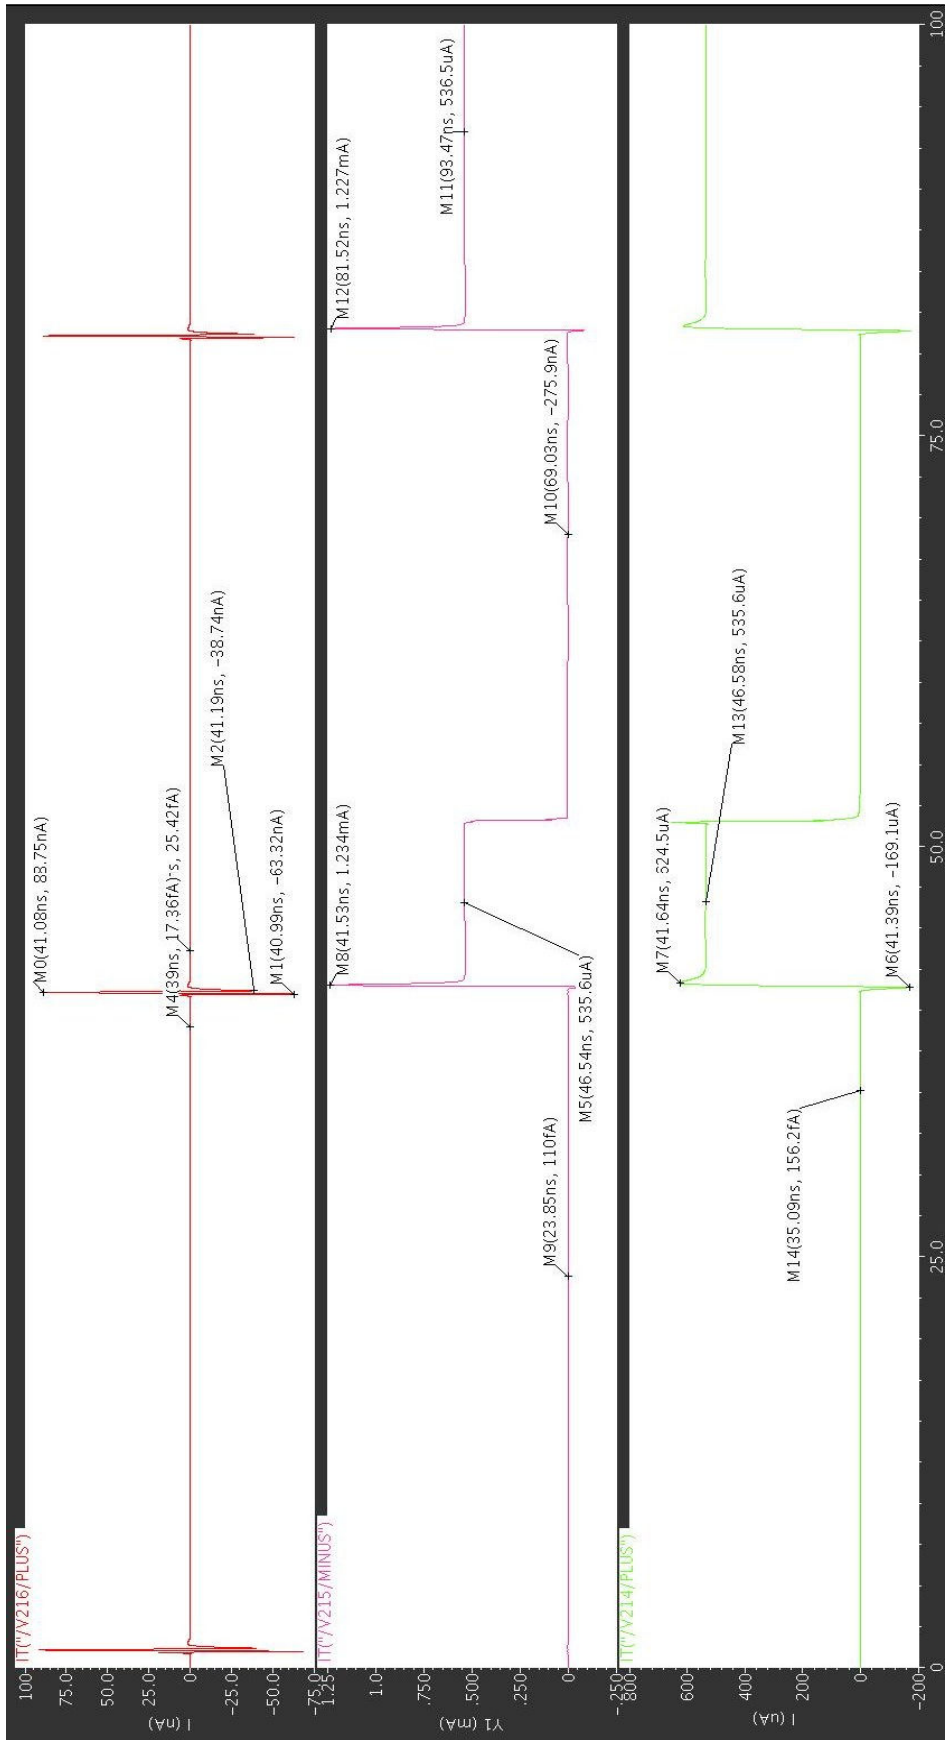 IT("/V216/PLUS")
100
75.0
50.0
25.0
0
-25.0
-50.0
-75.0
I (nA)
M0(41.08ns, 88.75nA)
M4(39ns, 17.36fA)
s, 25.42fA)
M2(41.19ns, -38.74nA)
M1(40.99ns, -63.32nA)
IT("/V215/MINUS")
1.25
1.0
.750
.500
.250
0
-.250
Y1 (mA)
M8(41.53ns, 1.234mA)
M12(81.52ns, 1.227mA)
M11(93.47ns, 536.5uA)
M9(23.85ns, 110fA)
M10(69.03ns, -275.9nA)
M5(46.54ns, 535.6uA)
IT("/V214/PLUS")
800
600
400
200
0
-200
I (uA)
M7(41.64ns, 624.5uA)
M13(46.58ns, 535.6uA)
M14(35.09ns, 156.2fA)
M6(41.39ns, -169.1uA)
0
25.0
50.0
75.0
100